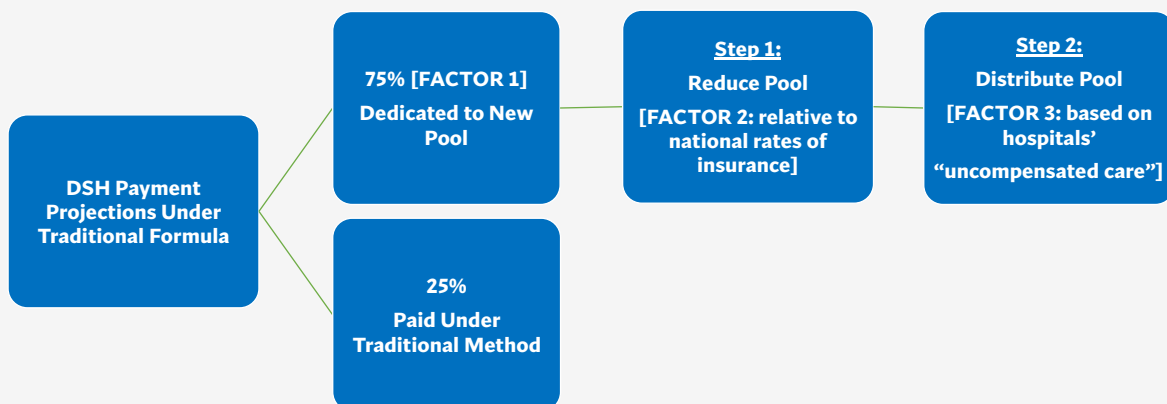 DSH Payment
Projections Under
Traditional Formula
75% [FACTOR 1]
Dedicated to New
Pool
25%
Paid Under
Traditional Method
Step 1:
Reduce Pool
[FACTOR 2: relative to
national rates of
insurance]
Step 2:
Distribute Pool
[FACTOR 3: based on
hospitals’
“uncompensated care”]